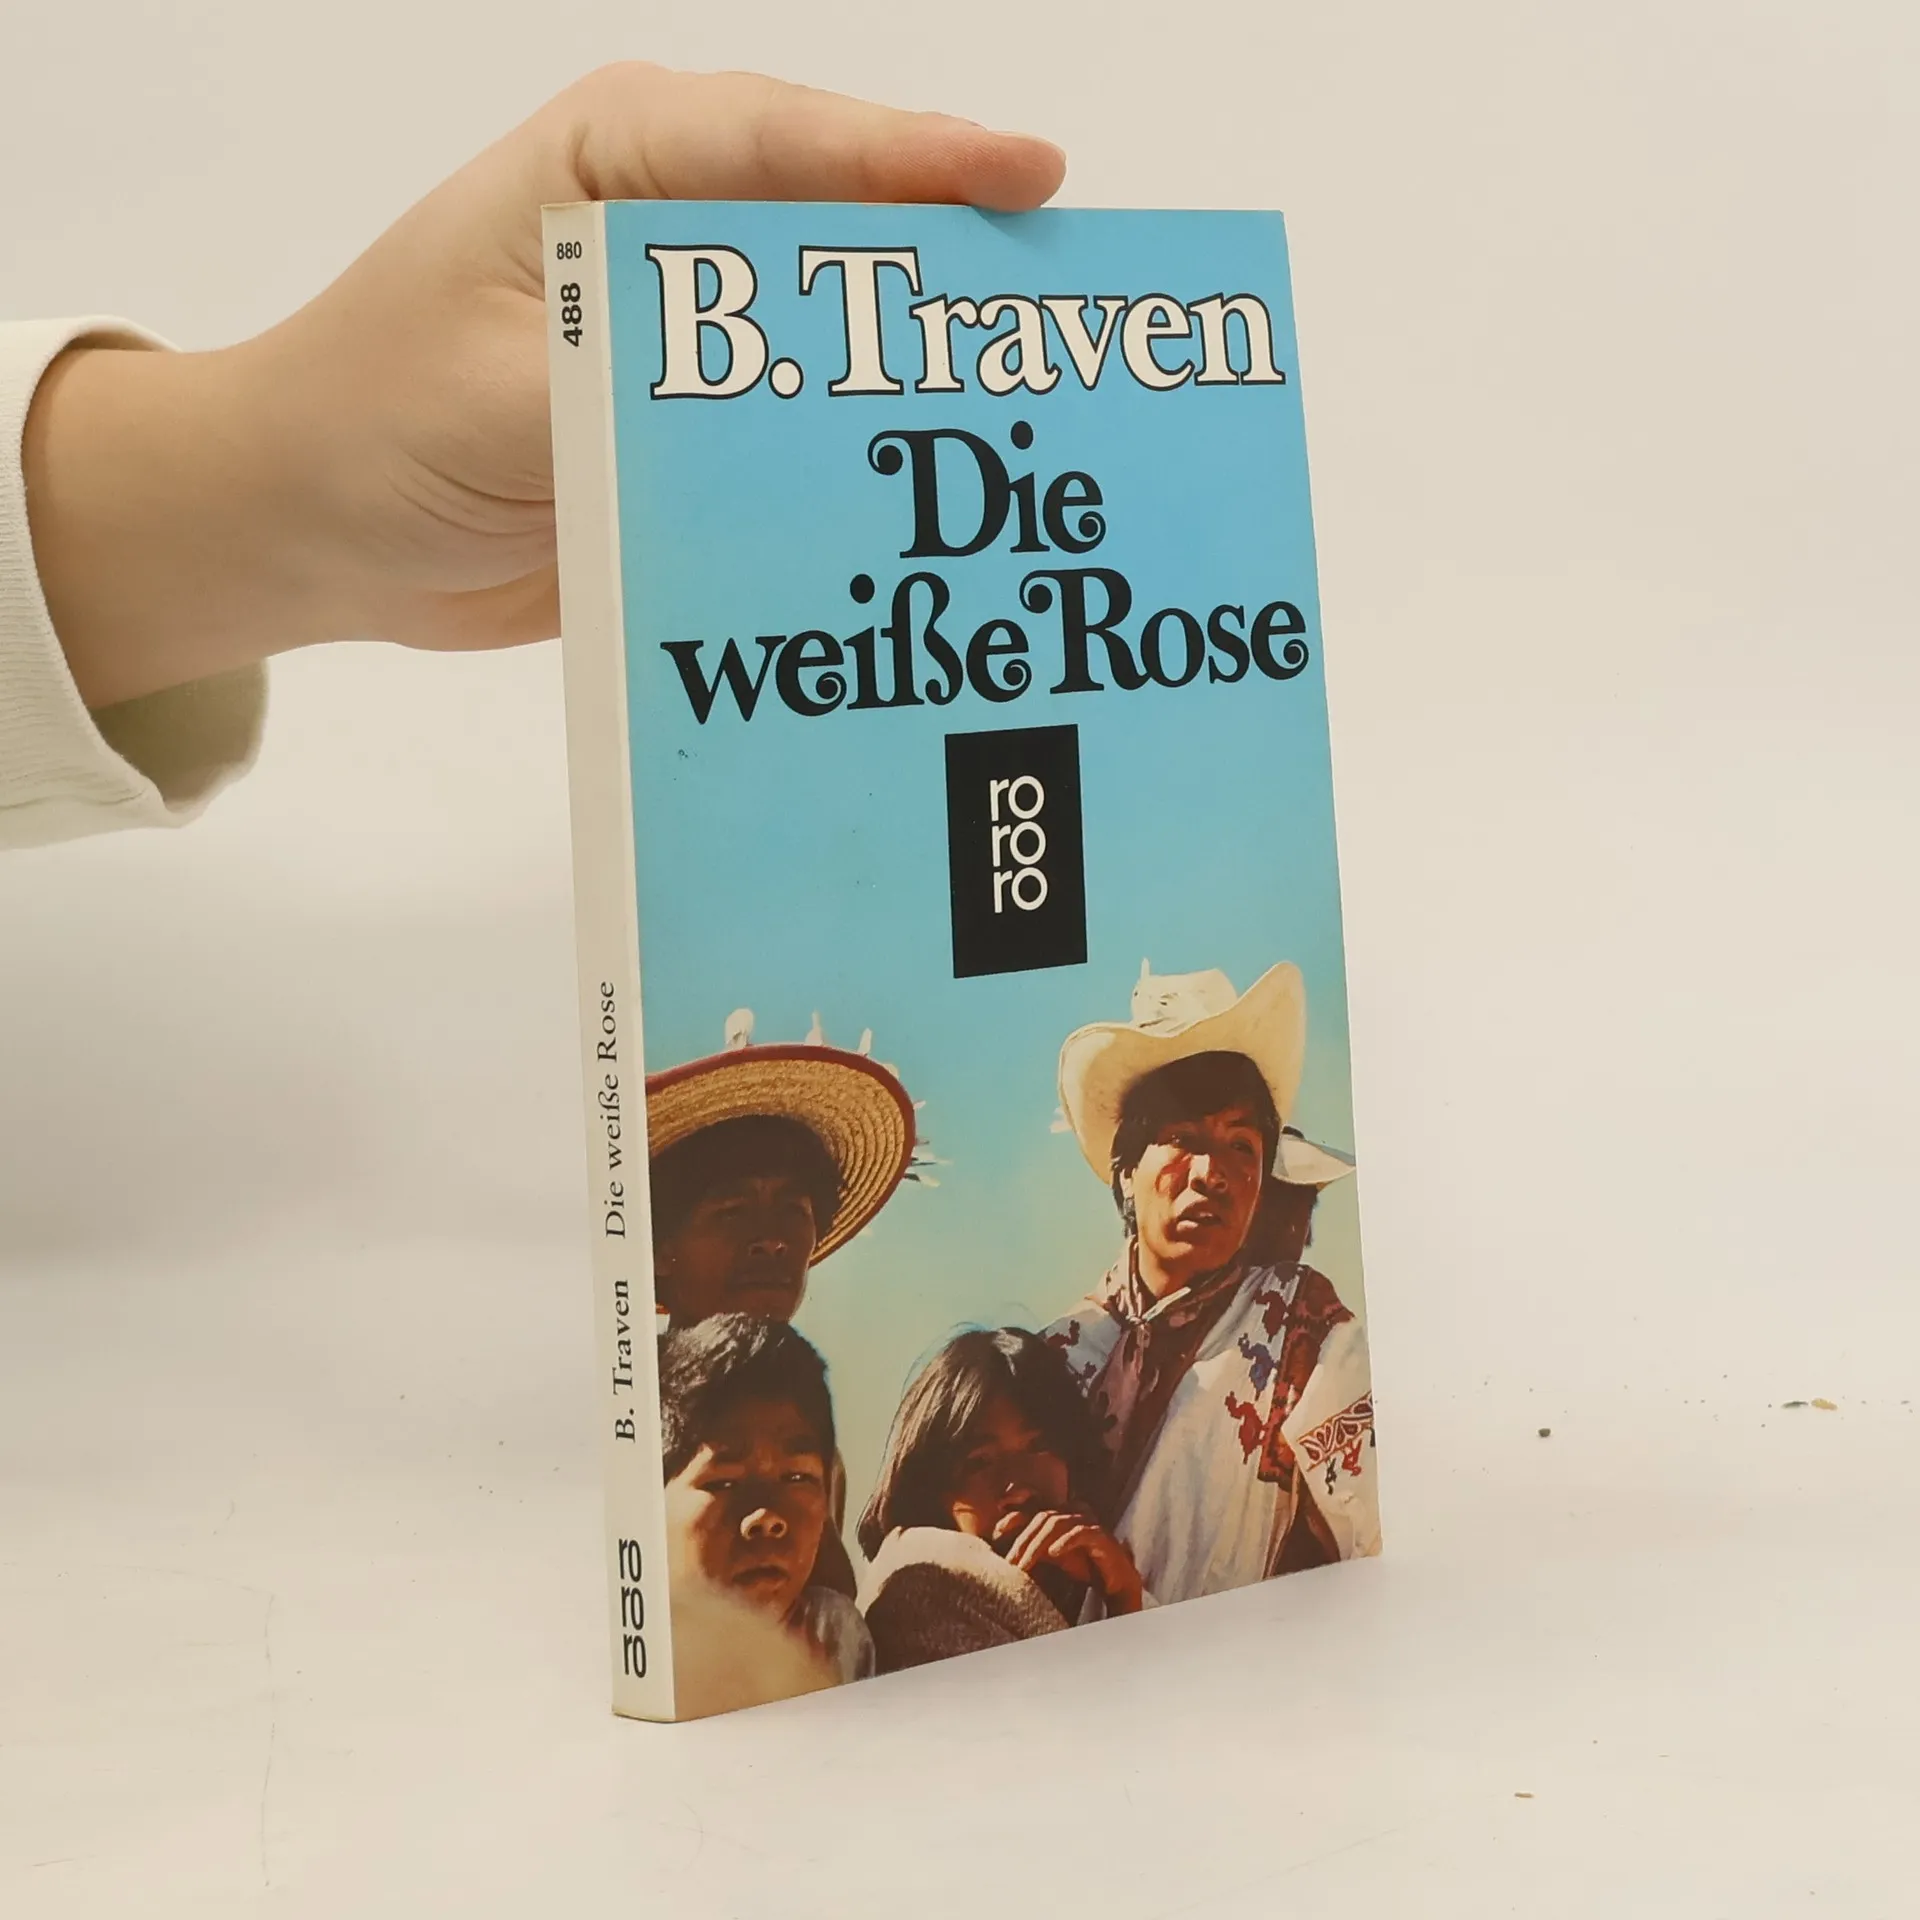 B. Traven
Die
weiße Rose
ro
ro
ro
880
488
B. Traven Die weiße Rose
ro
ro
ro